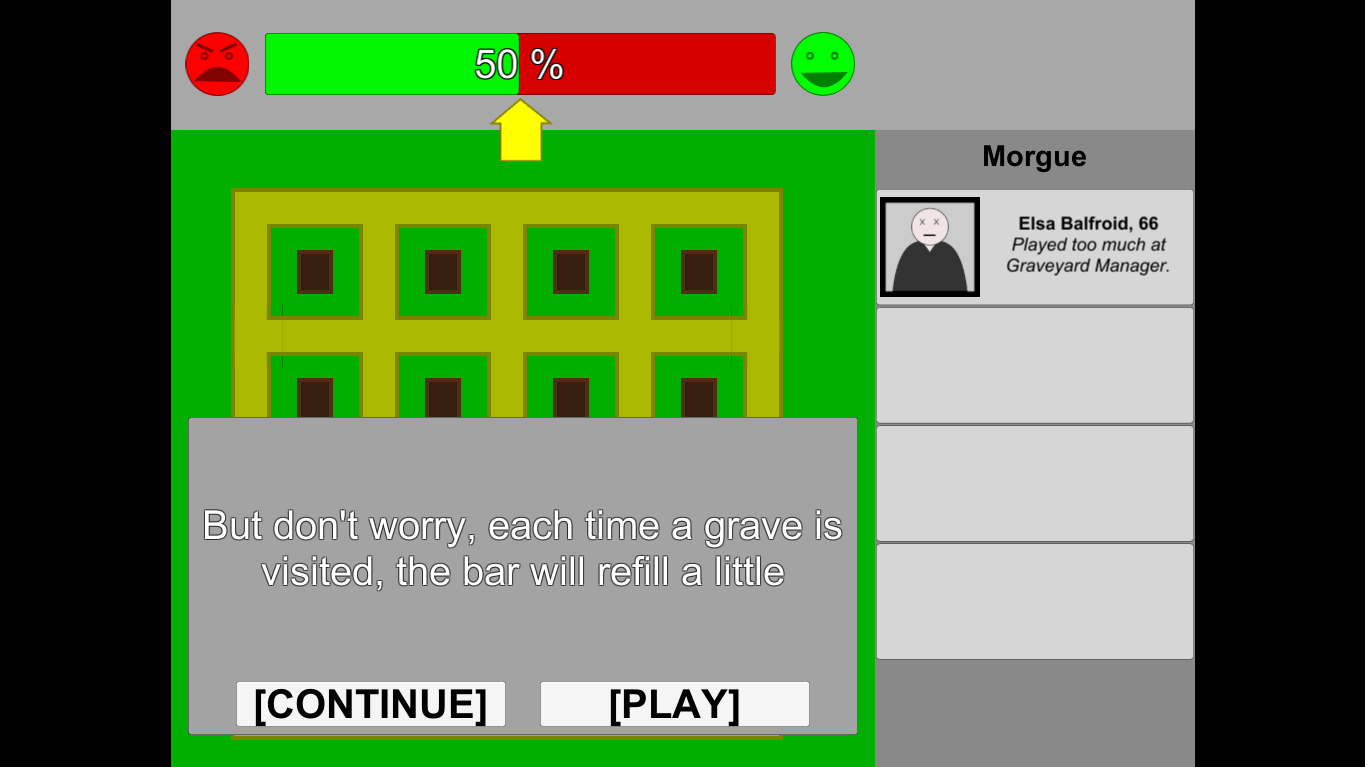 50 %
Morgue
Elsa Balfroid, 66
Played too much at
Graveyard Manager.
But don't worry, each time a grave is
visited, the bar will refill a little
[CONTINUE]
[PLAY]